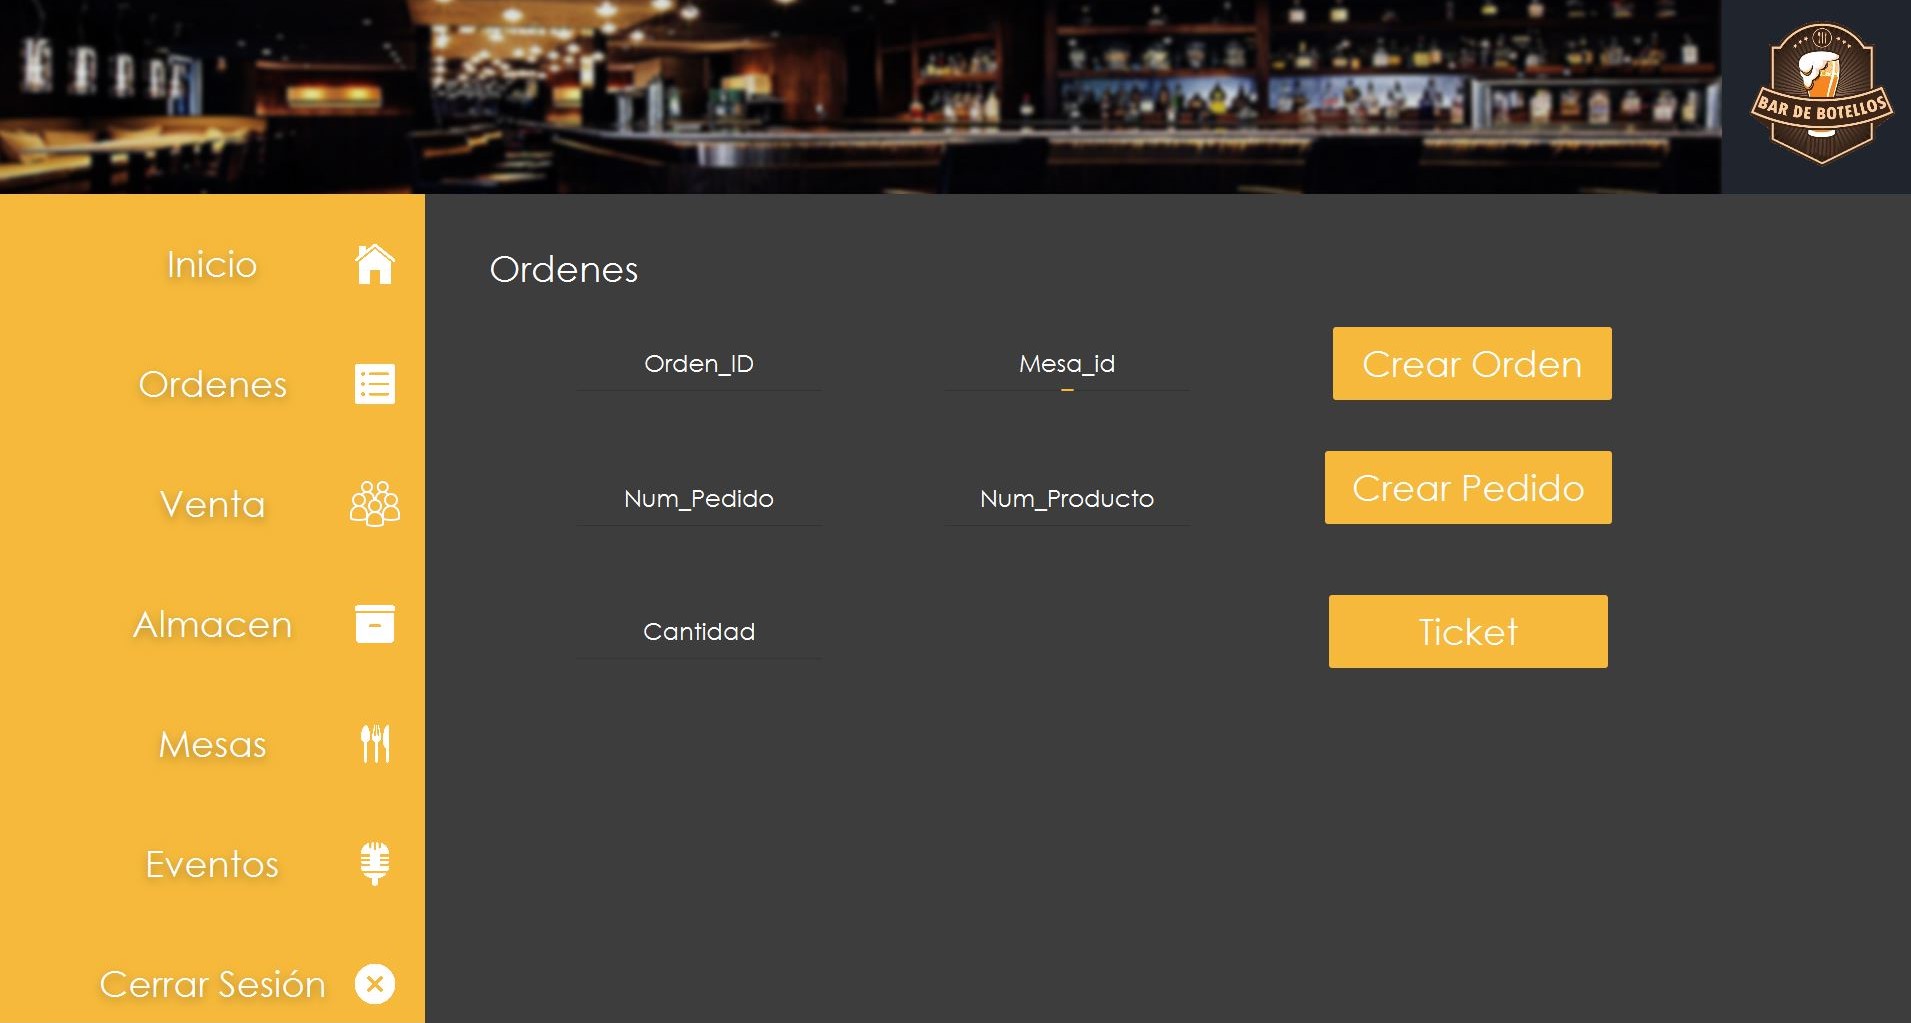 BAR DE BOTELLOS
Inicio
Ordenes
Venta
Almacen
Mesas
Eventos
Cerrar Sesión
Ordenes
Orden_ID
Mesa_id
Crear Orden
Num_Pedido
Num_Producto
Crear Pedido
Cantidad
Ticket